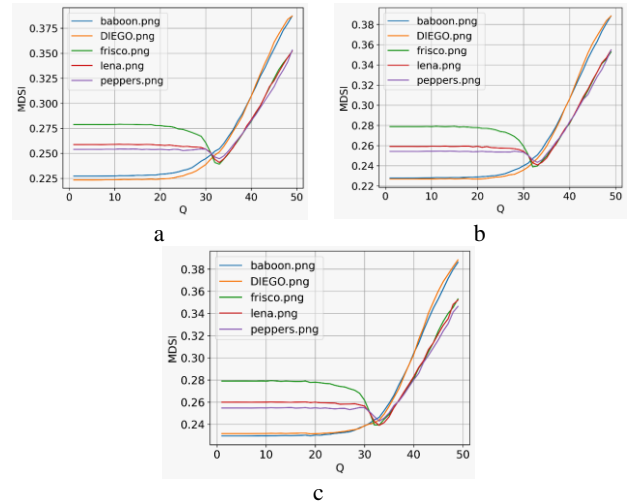 baboon.png
DIEGO.png
frisco.png
lena.png
peppers.png
0.375
0.350
0.325
0.300
0.275
0.250
0.225
MDSI
0 10 20 30 40 50
Q
a
baboon.png
DIEGO.png
frisco.png
lena.png
peppers.png
0.38
0.36
0.34
0.32
0.30
0.28
0.26
0.24
0.22
MDSI
0 10 20 30 40 50
Q
b
baboon.png
DIEGO.png
frisco.png
lena.png
peppers.png
0.38
0.36
0.34
0.32
0.30
0.28
0.26
0.24
MDSI
0 10 20 30 40 50
Q
c